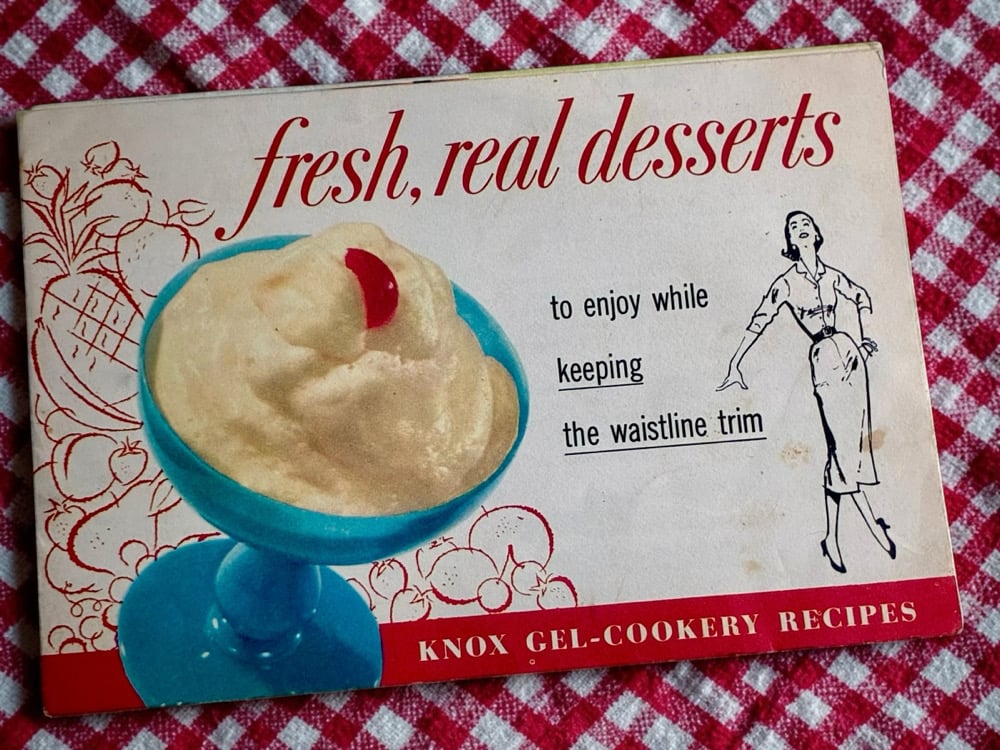 fresh, real desserts
to enjoy while
keeping
the waistline trim
KNOX GEL-COOKERY RECIPES